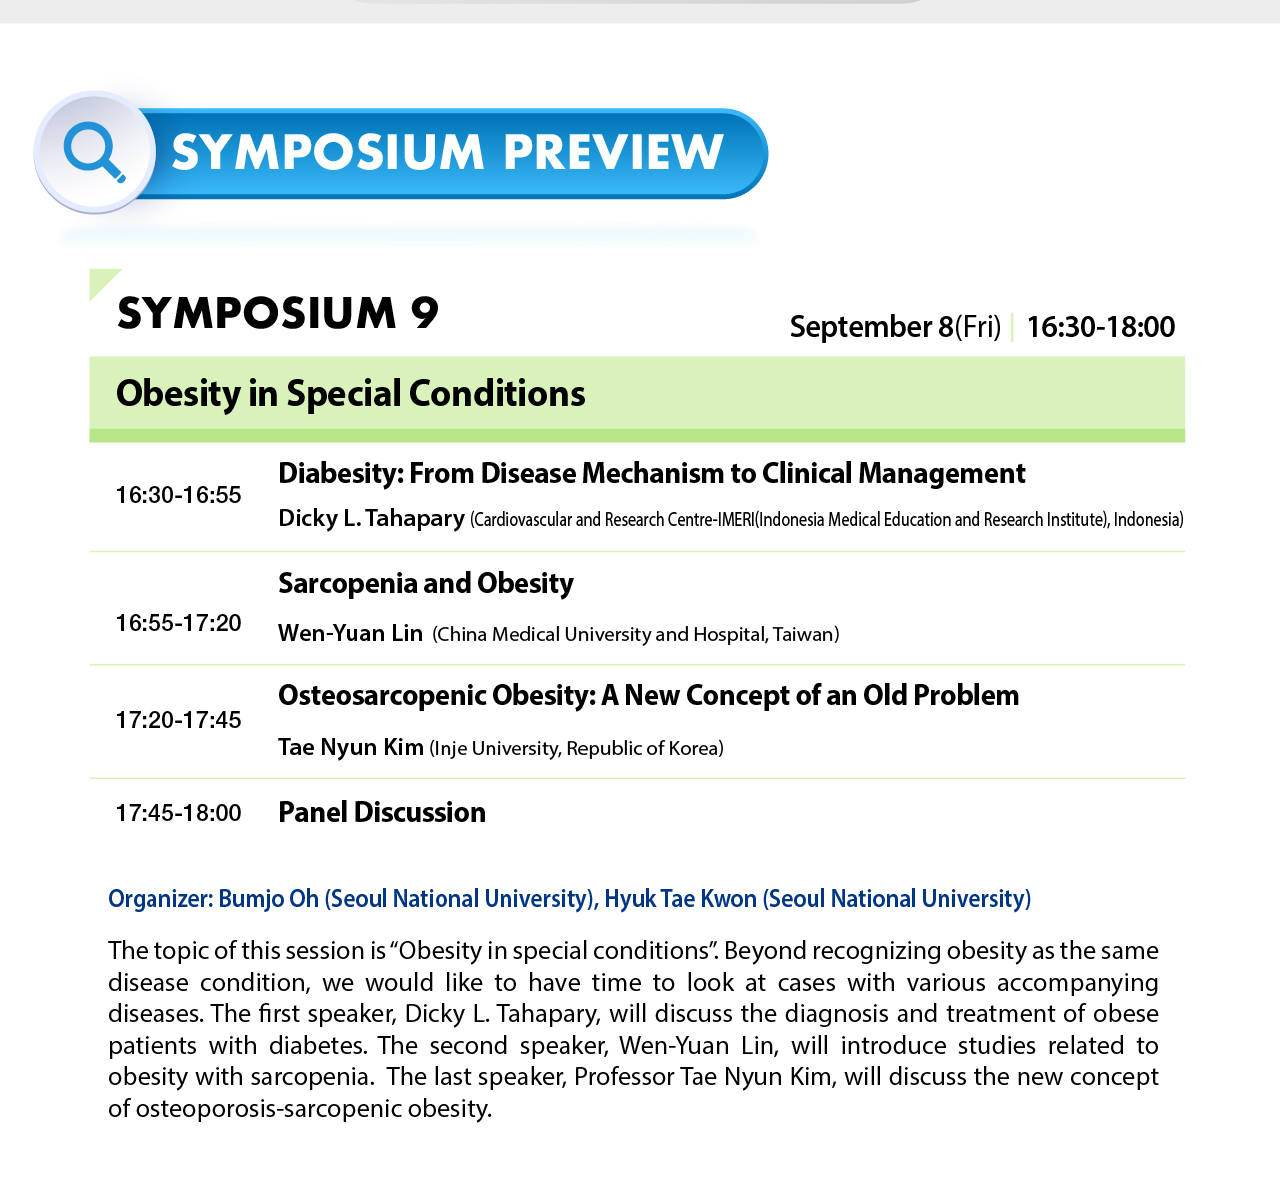 SYMPOSIUM PREVIEW
SYMPOSIUM 9
September 8(Fri) | 16:30-18:00
Obesity in Special Conditions
16:30-16:55
Diabesity: From Disease Mechanism to Clinical Management
Dicky L. Tahapary (Cardiovascular and Research Centre-IMERI(Indonesia Medical Education and Research Institute), Indonesia)
16:55-17:20
Sarcopenia and Obesity
Wen-Yuan Lin (China Medical University and Hospital, Taiwan)
17:20-17:45
Osteosarcopenic Obesity: A New Concept of an Old Problem
Tae Nyun Kim (Inje University, Republic of Korea)
17:45-18:00 Panel Discussion
Organizer: Bumjo Oh (Seoul National University), Hyuk Tae Kwon (Seoul National University)
The topic of this session is “Obesity in special conditions”. Beyond recognizing obesity as the same
disease condition, we would like to have time to look at cases with various accompanying
diseases. The first speaker, Dicky L. Tahapary, will discuss the diagnosis and treatment of obese
patients with diabetes. The second speaker, Wen-Yuan Lin, will introduce studies related to
obesity with sarcopenia. The last speaker, Professor Tae Nyun Kim, will discuss the new concept
of osteoporosis-sarcopenic obesity.